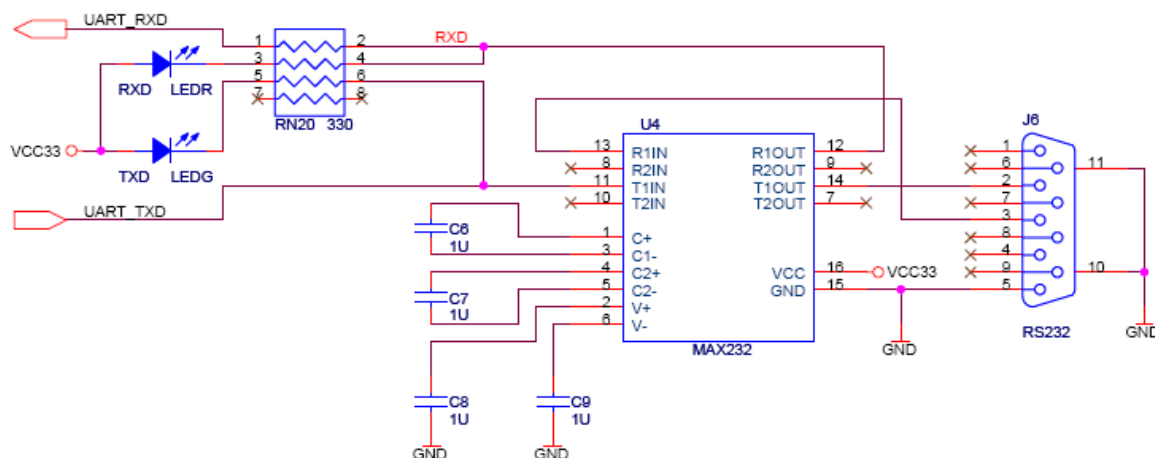 UART_RXD
1 2 RXD
3 4
5 6
7 8
RXD LEDR
RN20 330
VCC33
TXD LEDG
UART_TXD
U4
13 R1IN R1OUT 12
8 R2IN R2OUT 9
11 T1IN T1OUT 14
10 T2IN T2OUT 7
1 C+
3 C1-
4 C2+
5 C2-
2 V+
6 V-
VCC 16 VCC33
GND 15
MAX232
GND
C6
1U
C7
1U
C8
1U
GND
C9
1U
GND
J6
1
6
2
7
3
8
4
9
5
11
10
RS232
GND